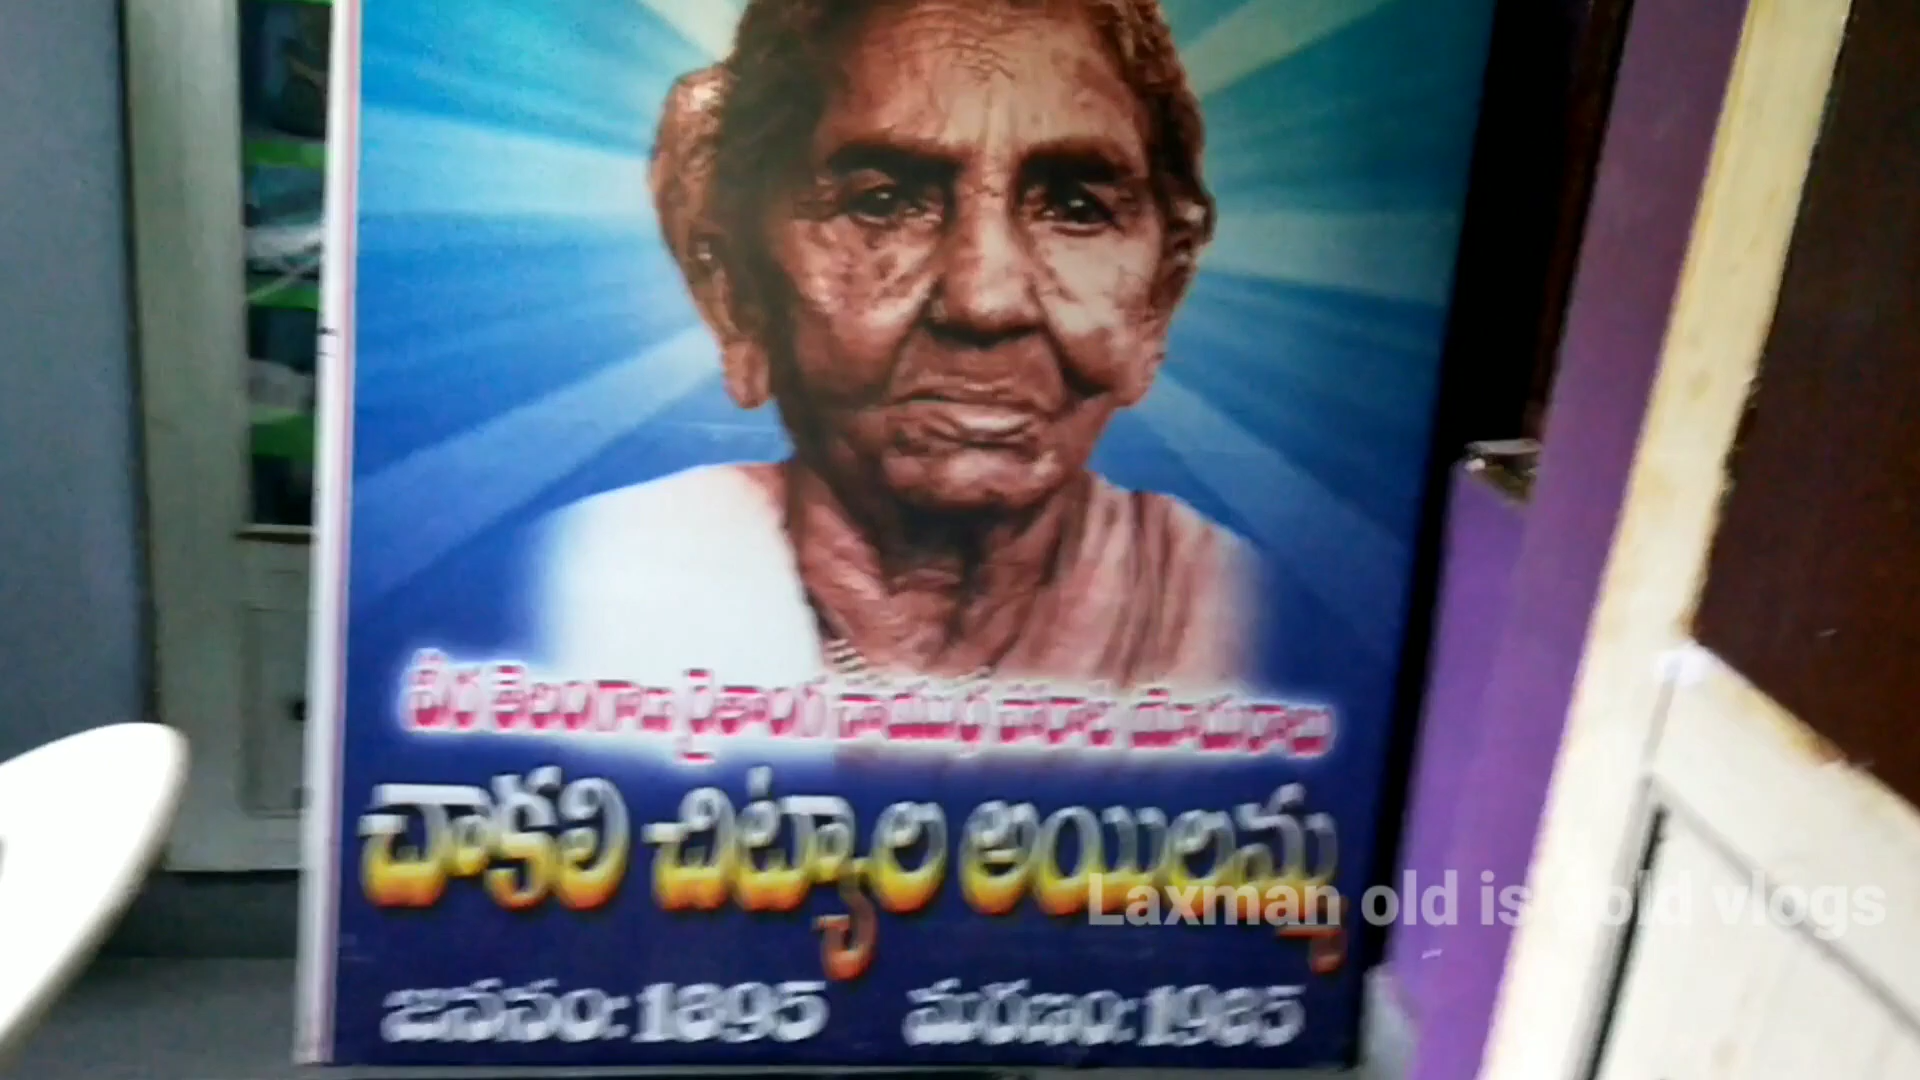 వీర తెలంగాణ రైతాంగ సాయుధ పోరాట యోధురాలు
చాకలి చిట్యాల అయిలమ్మ
జననం: 1895 మరణం: 1985
Laxman old is gold vlogs